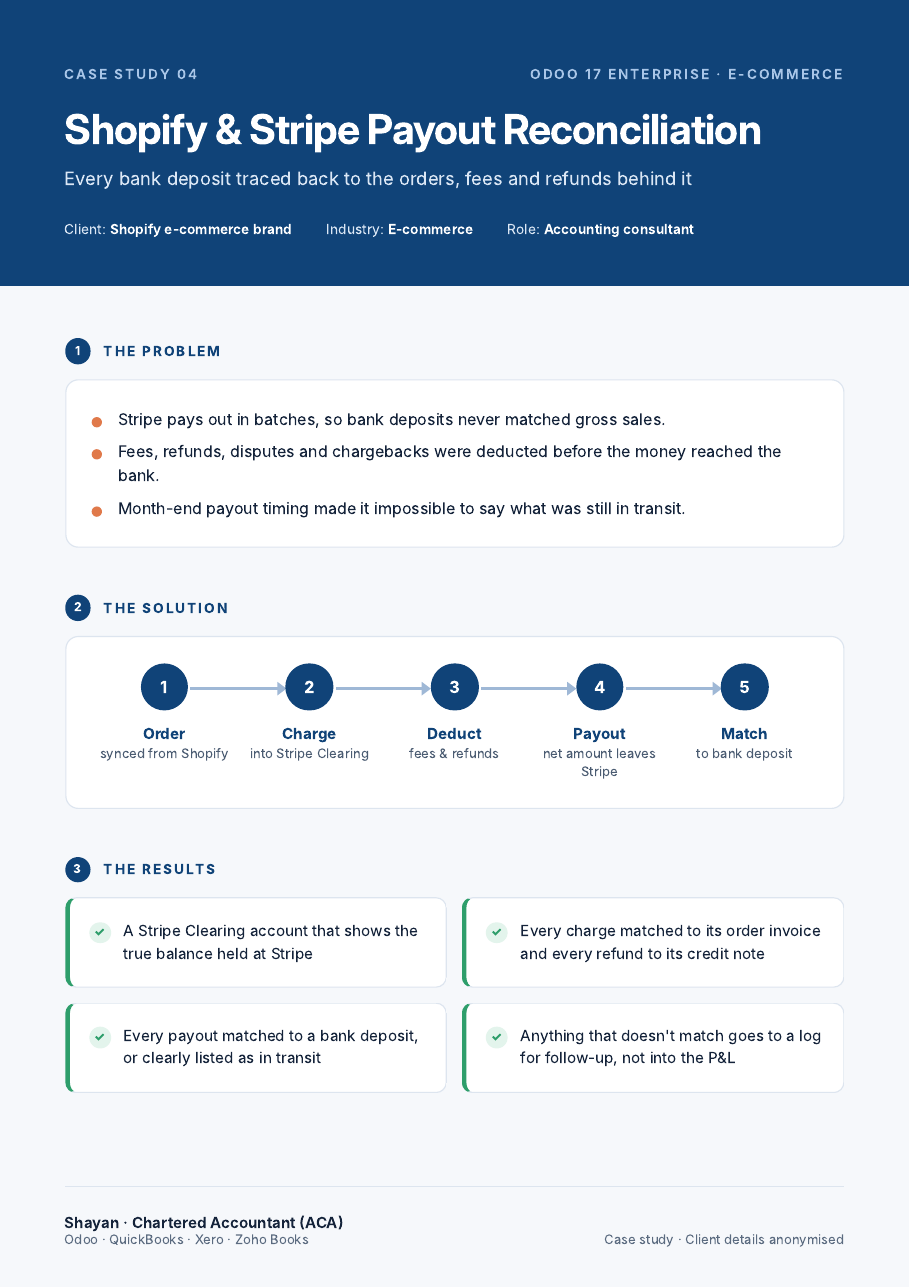 CASE STUDY 04
ODOO 17 ENTERPRISE · E-COMMERCE
Shopify & Stripe Payout Reconciliation
Every bank deposit traced back to the orders, fees and refunds behind it
Client: Shopify e-commerce brand Industry: E-commerce Role: Accounting consultant
1 THE PROBLEM
Stripe pays out in batches, so bank deposits never matched gross sales.
Fees, refunds, disputes and chargebacks were deducted before the money reached the
bank.
Month-end payout timing made it impossible to say what was still in transit.
2 THE SOLUTION
1
Order
synced from Shopify
2
Charge
into Stripe Clearing
3
Deduct
fees & refunds
4
Payout
net amount leaves
Stripe
5
Match
to bank deposit
3 THE RESULTS
A Stripe Clearing account that shows the
true balance held at Stripe
Every charge matched to its order invoice
and every refund to its credit note
Every payout matched to a bank deposit,
or clearly listed as in transit
Anything that doesn't match goes to a log
for follow-up, not into the P&L
Shayan · Chartered Accountant (ACA)
Odoo · QuickBooks · Xero · Zoho Books
Case study · Client details anonymised